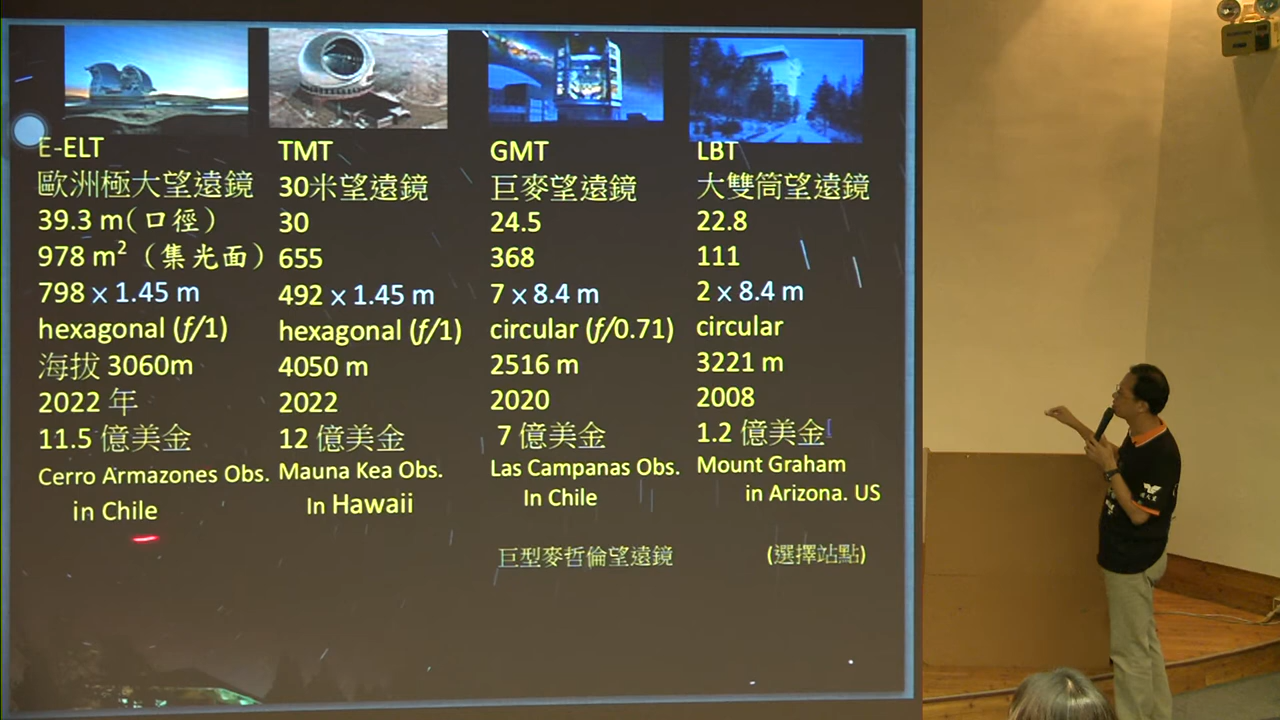 E-ELT
歐洲極大望遠鏡
39.3 m(口徑)
978 m² (集光面)
798 x 1.45 m
hexagonal (f/1)
海拔 3060m
2022 年
11.5 億美金
Cerro Armazones Obs.
in Chile
TMT
30米望遠鏡
30
655
492 x 1.45 m
hexagonal (f/1)
4050 m
2022
12 億美金
Mauna Kea Obs.
In Hawaii
GMT
巨麥望遠鏡
24.5
368
7 x 8.4 m
circular (f/0.71)
2516 m
2020
7 億美金
Las Campanas Obs.
In Chile
巨型麥哲倫望遠鏡
LBT
大雙筒望遠鏡
22.8
111
2 x 8.4 m
circular
3221 m
2008
1.2 億美金[
Mount Graham
in Arizona. US
(選擇站點)